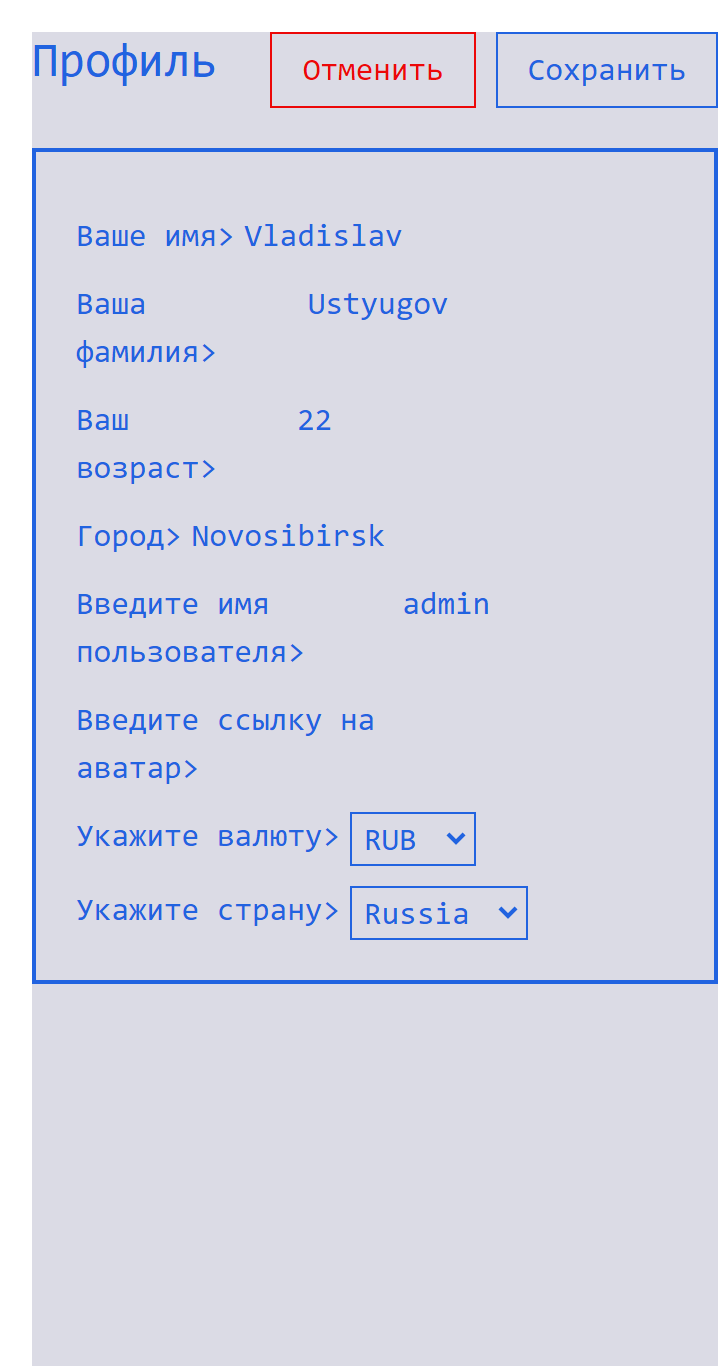 Профиль Отменить Сохранить
Ваше имя> Vladislav
Ваша Ustyugov
фамилия>
Ваш 22
возраст>
Город> Novosibirsk
Введите имя admin
пользователя>
Введите ссылку на
аватар>
Укажите валюту> RUB
Укажите страну> Russia